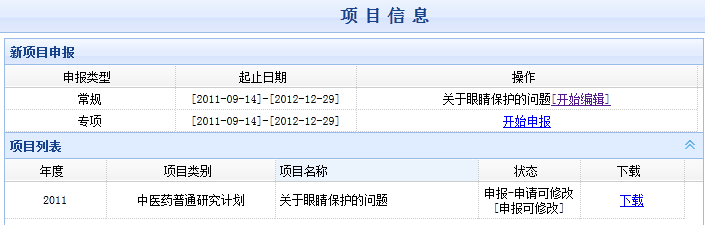 项目信息
新项目申报
申报类型 起止日期 操作
常规 [2011-09-14]-[2012-12-29] 关于眼睛保护的问题[开始编辑]
专项 [2011-09-14]-[2012-12-29] 开始申报
项目列表
年度 项目类别 项目名称 状态 下载
2011 中医药普通研究计划 关于眼睛保护的问题 申报-申请可修改 下载
[申报可修改]